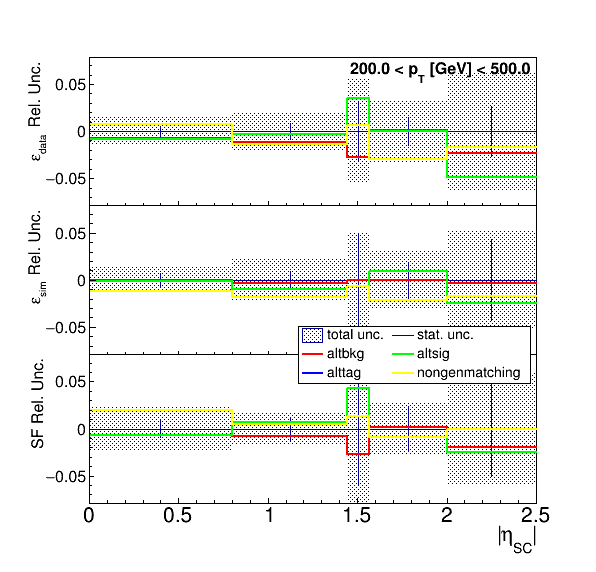 200.0 < p_T [GeV] < 500.0
ε_data Rel. Unc.
0.05
0
−0.05
ε_sim Rel. Unc.
0.05
0
−0.05
total unc. stat. unc.
altbkg altsig
alttag nongenmatching
SF Rel. Unc.
0.05
0
−0.05
0 0.5 1 1.5 2 2.5
|η_SC|